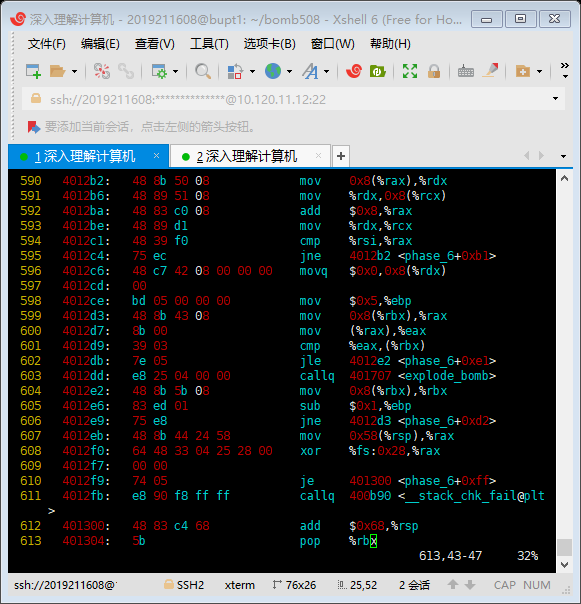 深入理解计算机 - 2019211608@bupt1: ~/bomb508 - Xshell 6 (Free for Ho...
文件(F) 编辑(E) 查看(V) 工具(T) 选项卡(B) 窗口(W) 帮助(H)
ssh://2019211608:**************@10.120.11.12:22
要添加当前会话，点击左侧的箭头按钮。
1 深入理解计算机 × 2 深入理解计算机 × +
590 4012b2: 48 8b 50 08 mov 0x8(%rax),%rdx
591 4012b6: 48 89 51 08 mov %rdx,0x8(%rcx)
592 4012ba: 48 83 c0 08 add $0x8,%rax
593 4012be: 48 89 d1 mov %rdx,%rcx
594 4012c1: 48 39 f0 cmp %rsi,%rax
595 4012c4: 75 ec jne 4012b2 <phase_6+0xb1>
596 4012c6: 48 c7 42 08 00 00 00 movq $0x0,0x8(%rdx)
597 4012cd: 00
598 4012ce: bd 05 00 00 00 mov $0x5,%ebp
599 4012d3: 48 8b 43 08 mov 0x8(%rbx),%rax
600 4012d7: 8b 00 mov (%rax),%eax
601 4012d9: 39 03 cmp %eax,(%rbx)
602 4012db: 7e 05 jle 4012e2 <phase_6+0xe1>
603 4012dd: e8 25 04 00 00 callq 401707 <explode_bomb>
604 4012e2: 48 8b 5b 08 mov 0x8(%rbx),%rbx
605 4012e6: 83 ed 01 sub $0x1,%ebp
606 4012e9: 75 e8 jne 4012d3 <phase_6+0xd2>
607 4012eb: 48 8b 44 24 58 mov 0x58(%rsp),%rax
608 4012f0: 64 48 33 04 25 28 00 xor %fs:0x28,%rax
609 4012f7: 00 00
610 4012f9: 74 05 je 401300 <phase_6+0xff>
611 4012fb: e8 90 f8 ff ff callq 400b90 <__stack_chk_fail@plt
>
612 401300: 48 83 c4 68 add $0x68,%rsp
613 401304: 5b pop %rbx
613,43-47 32%
ssh://2019211608@ SSH2 xterm 76x26 25,52 2 会话 CAP NUM